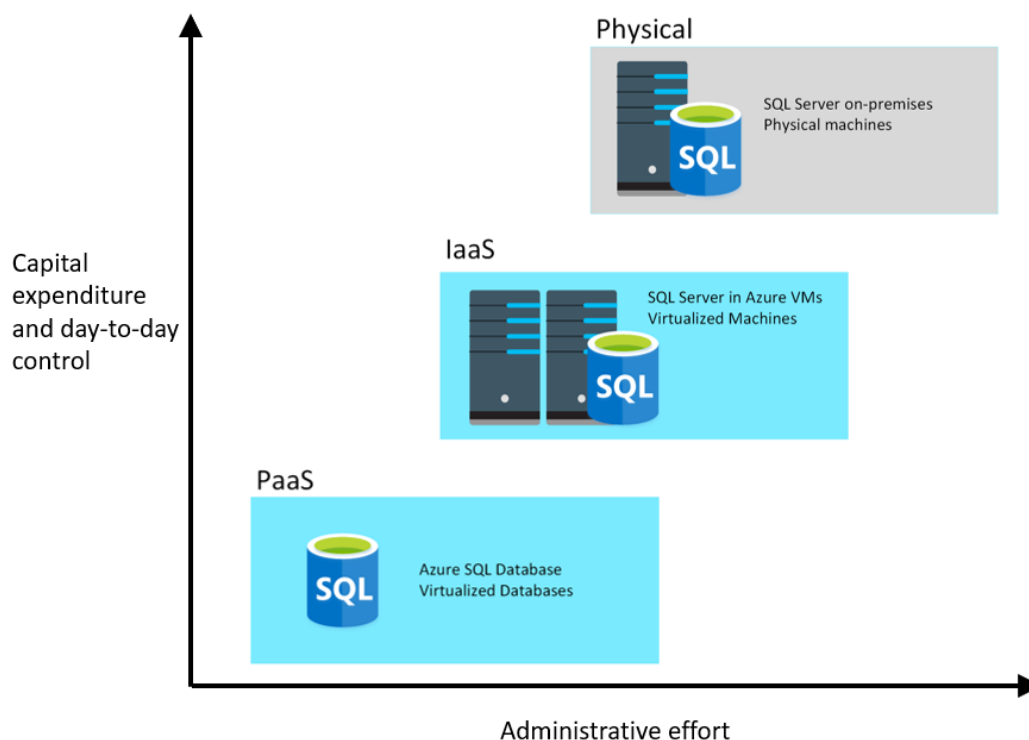 Physical
SQL Server on-premises
Physical machines
SQL
Capital
expenditure
and day-to-day
control
IaaS
SQL Server in Azure VMs
Virtualized Machines
SQL
PaaS
Azure SQL Database
Virtualized Databases
SQL
Administrative effort